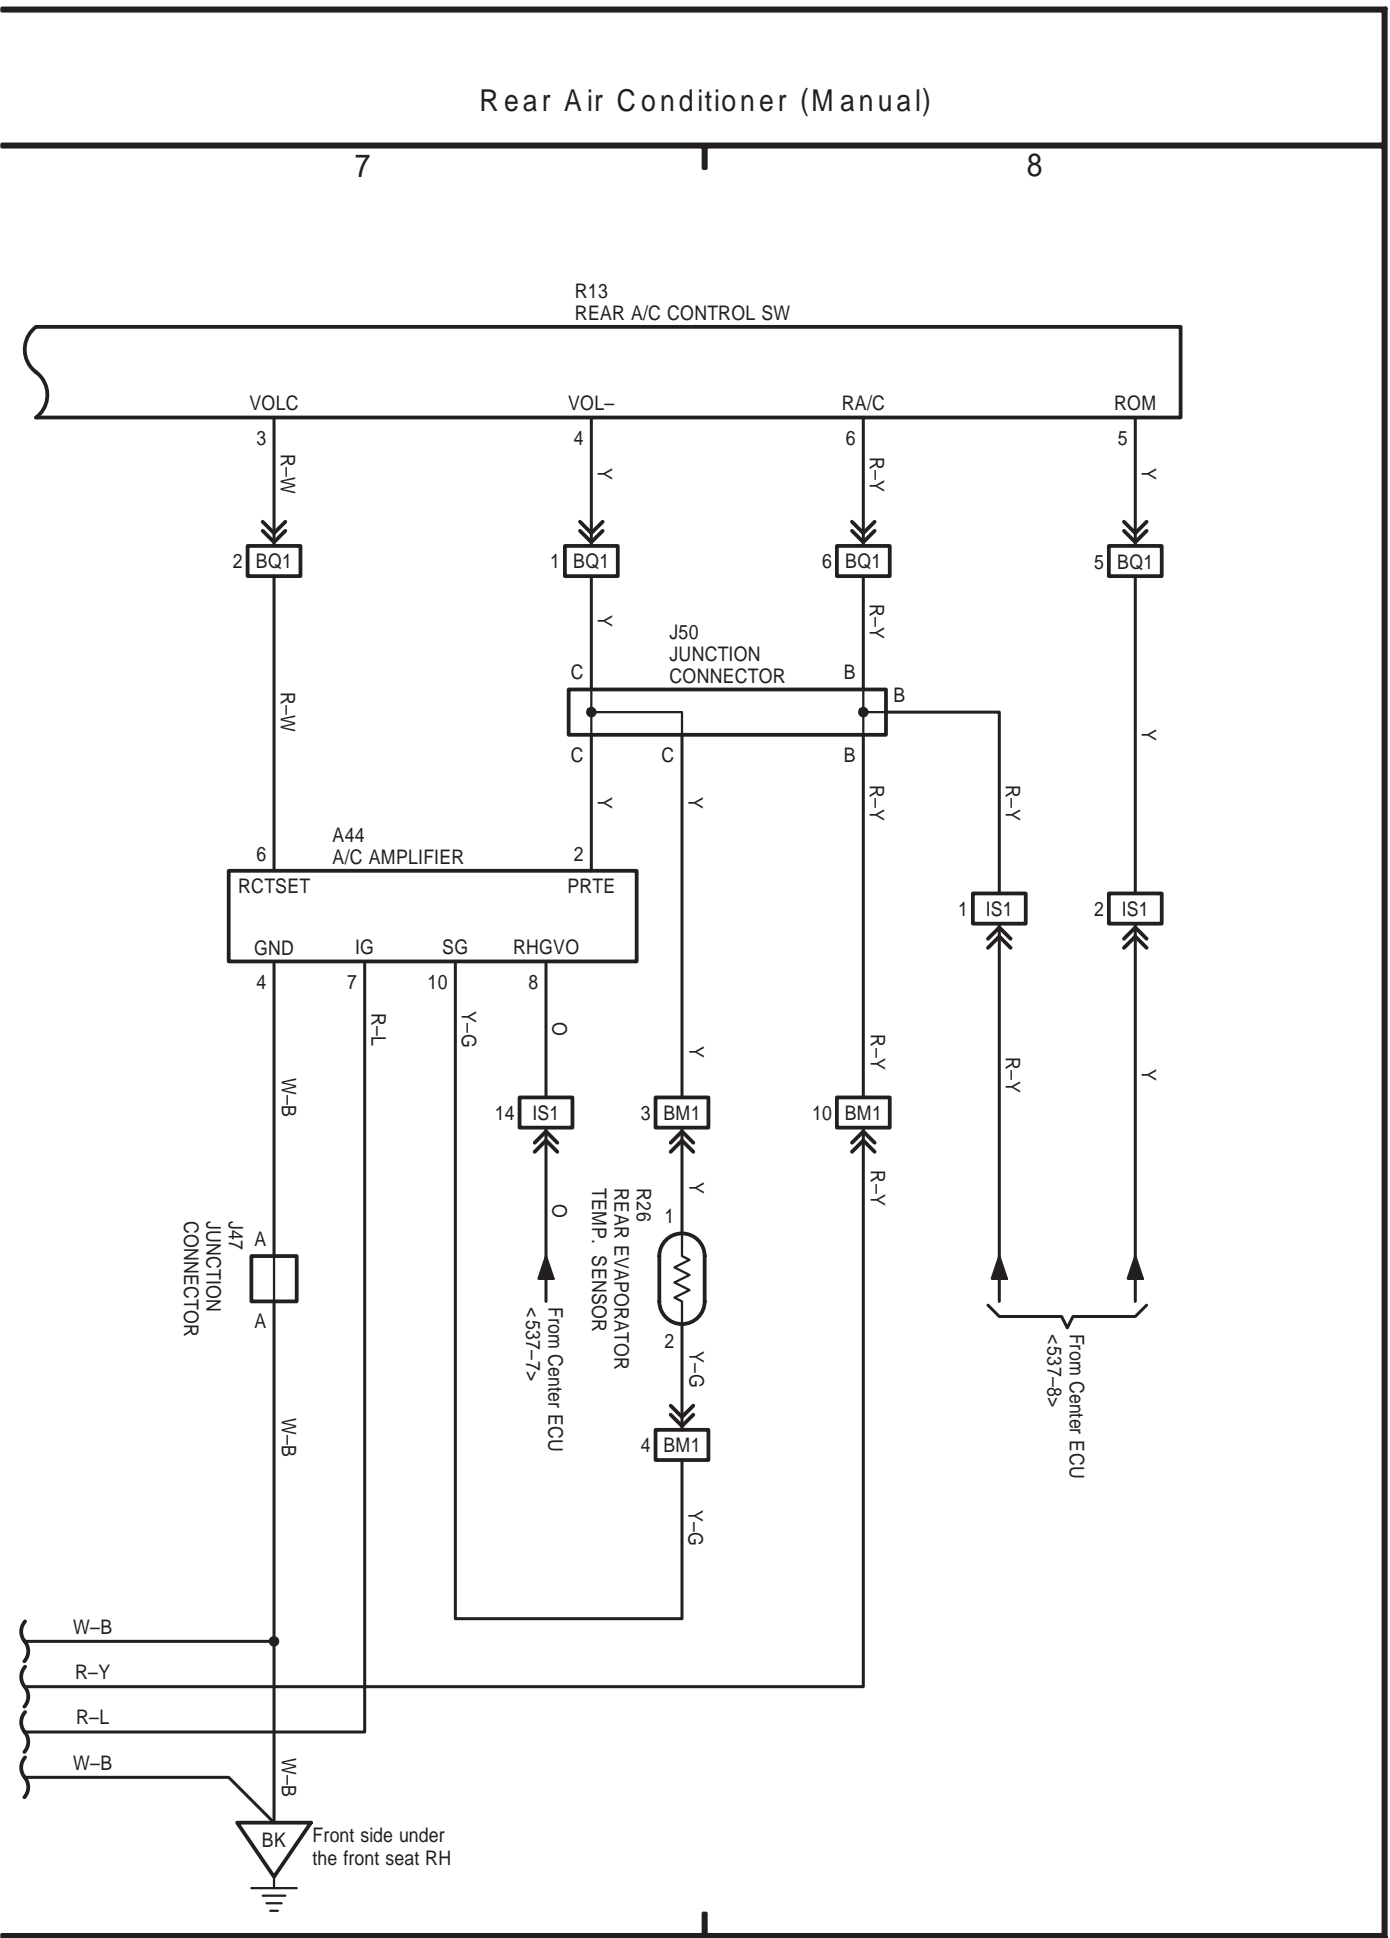 Rear Air Conditioner (Manual)
7
8
R13
REAR A/C CONTROL SW
VOLC
VOL–
RA/C
ROM
3
4
6
5
R–W
Y
R–Y
Y
2
BQ1
1
BQ1
6
BQ1
5
BQ1
Y
R–Y
J50
JUNCTION
CONNECTOR
C
B
B
R–W
Y
C
C
B
Y
Y
R–Y
R–Y
A44
A/C AMPLIFIER
6
2
RCTSET
PRTE
1
IS1
2
IS1
GND
IG
SG
RHGVO
4
7
10
8
R–L
Y–G
O
Y
R–Y
R–Y
Y
W–B
14
IS1
3
BM1
10
BM1
Y
R–Y
O
R26
REAR EVAPORATOR
TEMP. SENSOR
1
J47
JUNCTION
CONNECTOR
A
A
From Center ECU
<537–7>
2
Y–G
From Center ECU
<537–8>
W–B
4
BM1
Y–G
W–B
R–Y
R–L
W–B
W–B
BK
Front side under
the front seat RH